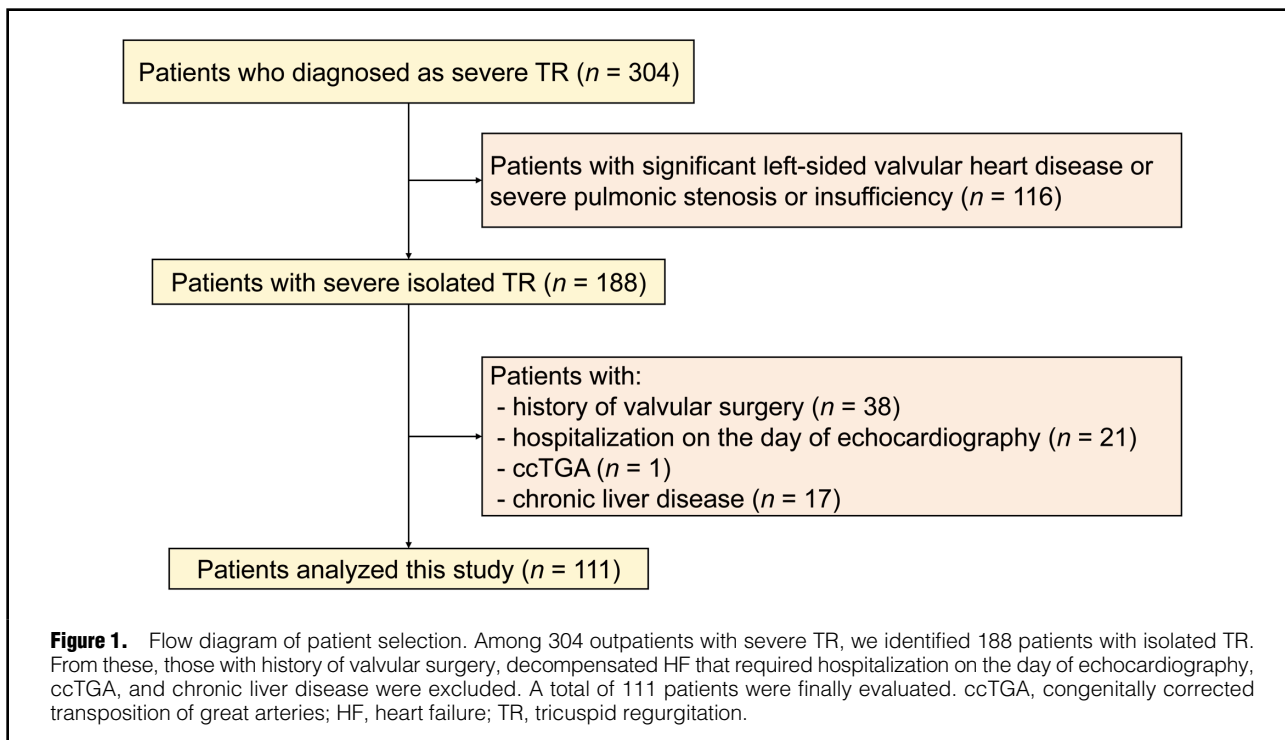 Patients who diagnosed as severe TR (n = 304)
Patients with significant left-sided valvular heart disease or
severe pulmonic stenosis or insufficiency (n = 116)
Patients with severe isolated TR (n = 188)
Patients with:
- history of valvular surgery (n = 38)
- hospitalization on the day of echocardiography (n = 21)
- ccTGA (n = 1)
- chronic liver disease (n = 17)
Patients analyzed this study (n = 111)
Figure 1. Flow diagram of patient selection. Among 304 outpatients with severe TR, we identified 188 patients with isolated TR.
From these, those with history of valvular surgery, decompensated HF that required hospitalization on the day of echocardiography,
ccTGA, and chronic liver disease were excluded. A total of 111 patients were finally evaluated. ccTGA, congenitally corrected
transposition of great arteries; HF, heart failure; TR, tricuspid regurgitation.